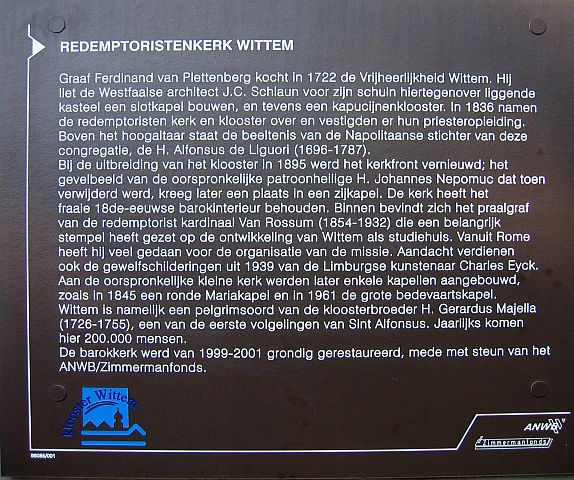 REDEMPTORISTENKERK WITTEM
Graaf Ferdinand van Plettenberg kocht in 1722 de Vrijheerlijkheid Wittem. Hij
liet de Westfaalse architect J.C. Schlaun voor zijn schuin hiertegenover liggende
kasteel een slotkapel bouwen, en tevens een kapucijnenklooster. In 1836 namen
de redemptoristen kerk en klooster over en vestigden er hun priesteropleiding.
Boven het hoogaltaar staat de beeltenis van de Napolitaanse stichter van deze
congregatie, de H. Alfonsus de Liguori (1696-1787).
Bij de uitbreiding van het klooster in 1895 werd het kerkfront vernieuwd; het
gevelbeeld van de oorspronkelijke patroonheilige H. Johannes Nepomuc dat toen
verwijderd werd, kreeg later een plaats in een zijkapel. De kerk heeft het
fraaie 18de-eeuwse barokinterieur behouden. Binnen bevindt zich het praalgraf
van de redemptorist kardinaal Van Rossum (1854-1932) die een belangrijk
stempel heeft gezet op de ontwikkeling van Wittem als studiehuis. Vanuit Rome
heeft hij veel gedaan voor de organisatie van de missie. Aandacht verdienen
ook de gewelfschilderingen uit 1939 van de Limburgse kunstenaar Charles Eyck.
Aan de oorspronkelijke kleine kerk werden later enkele kapellen aangebouwd,
zoals in 1845 een ronde Mariakapel en in 1961 de grote bedevaartskapel.
Wittem is namelijk een pelgrimsoord van de kloosterbroeder H. Gerardus Majella
(1726-1755), een van de eerste volgelingen van Sint Alfonsus. Jaarlijks komen
hier 200.000 mensen.
De barokkerk werd van 1999-2001 grondig gerestaureerd, mede met steun van het
ANWB/Zimmermanfonds.
Klooster Wittem
ANWB
Zimmermanfonds